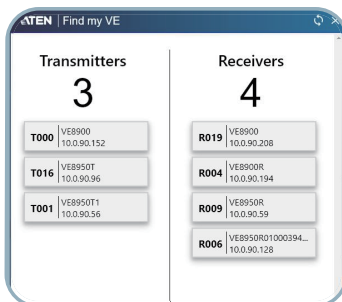 ATEN | Find my VE
Transmitters
3
T000 VE8900
10.0.90.152
T016 VE8950T
10.0.90.96
T001 VE8950T1
10.0.90.56
Receivers
4
R019 VE8900
10.0.90.208
R004 VE8900R
10.0.90.194
R009 VE8950R
10.0.90.59
R006 VE8950R01000394...
10.0.90.128